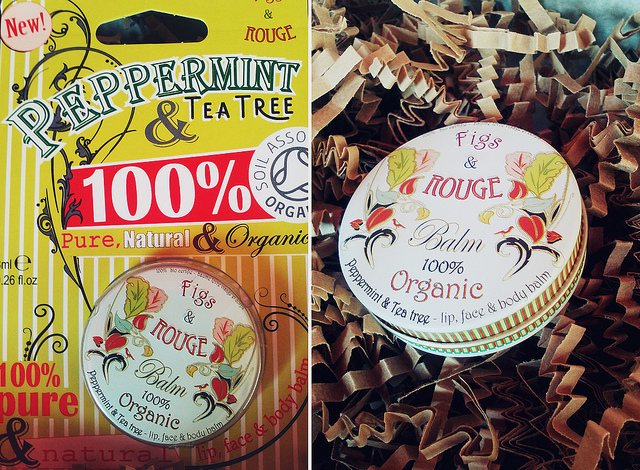 New!
& 
ROUGE
PEPPERMINT
& TEA TREE
100%
SOIL ASSO
ORGA
Pure, Natural & Organic
ml e
.26 fl.oz
Figs
&
ROUGE
Balm
100%
Organic
Peppermint & Tea tree - lip, face & body balm
100%
pure
& natural
lip, face & body balm
Figs
&
ROUGE
Balm
100%
Organic
Peppermint & Tea tree - lip, face & body balm